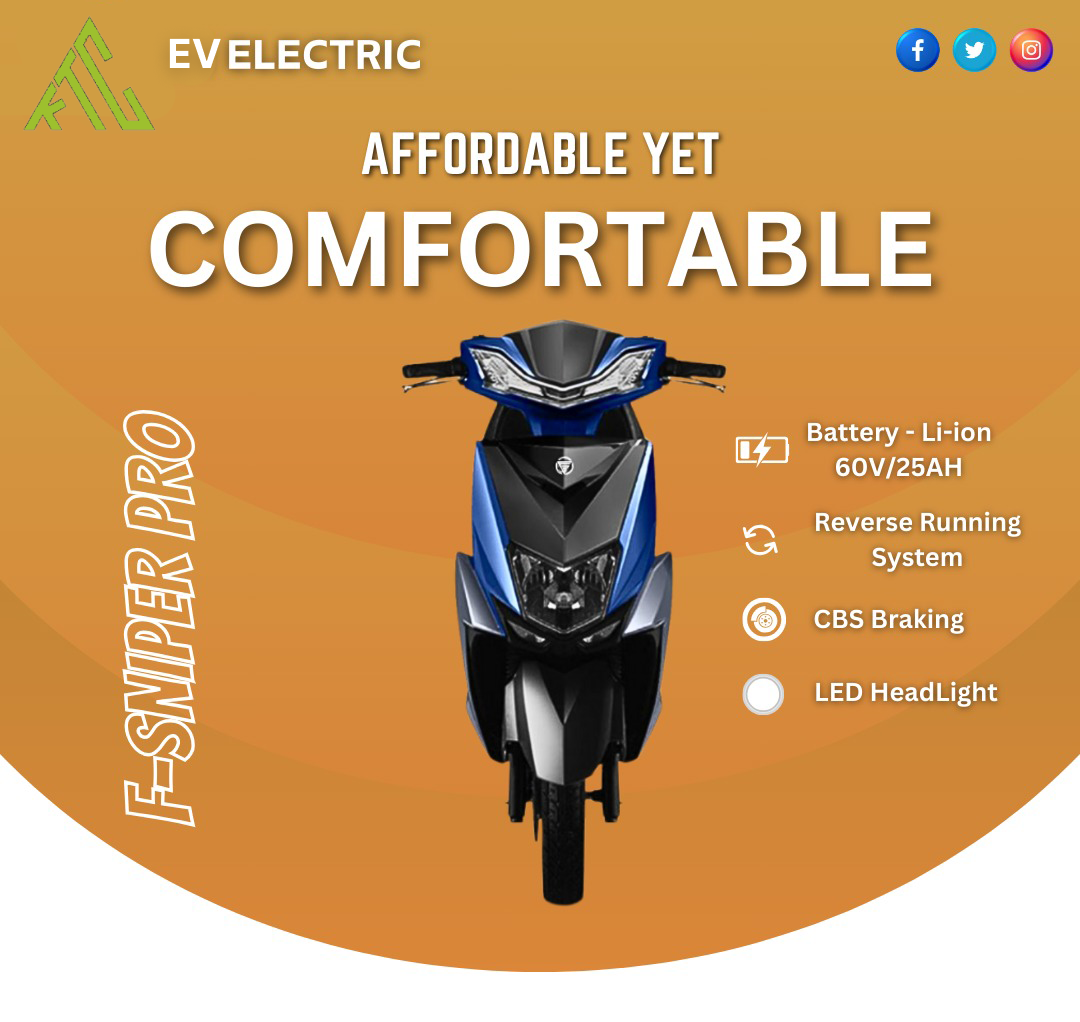 EV ELECTRIC
AFFORDABLE YET
COMFORTABLE
F-SNIPER PRO
Battery - Li-ion
60V/25AH
Reverse Running
System
CBS Braking
LED HeadLight